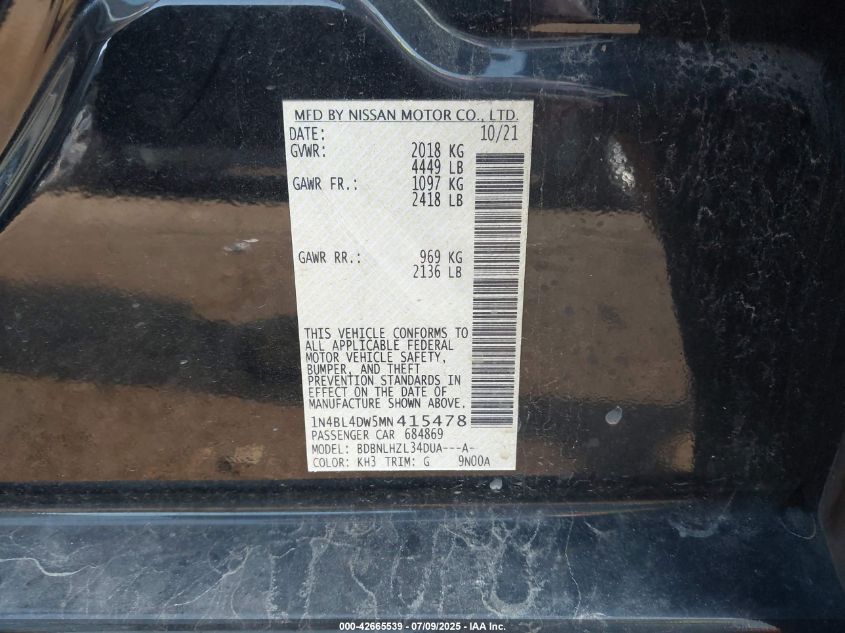 MFD BY NISSAN MOTOR CO., LTD.
DATE: 10/21
GVWR: 2018 KG
4449 LB
GAWR FR.: 1097 KG
2418 LB
GAWR RR.: 969 KG
2136 LB
THIS VEHICLE CONFORMS TO
ALL APPLICABLE FEDERAL
MOTOR VEHICLE SAFETY,
BUMPER, AND THEFT
PREVENTION STANDARDS IN
EFFECT ON THE DATE OF
MANUFACTURE SHOWN ABOVE.
1N4BL4DW5MN415478
PASSENGER CAR 684869
MODEL: BDBNLHZL34DUA---A-
COLOR: KH3 TRIM: G 9N00A
000-42665539 - 07/09/2025 - IAA Inc.